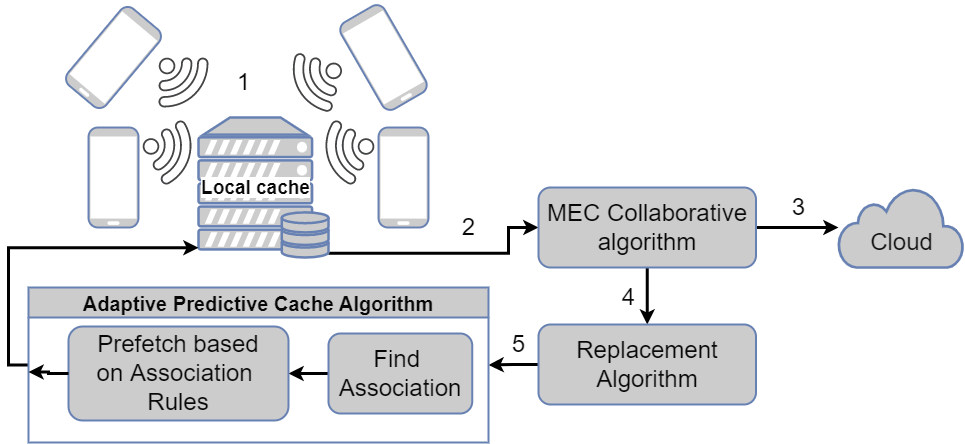 1
Local cache
2
MEC Collaborative
algorithm
3
Cloud
4
Adaptive Predictive Cache Algorithm
Prefetch based
on Association
Rules
Find
Association
5
Replacement
Algorithm